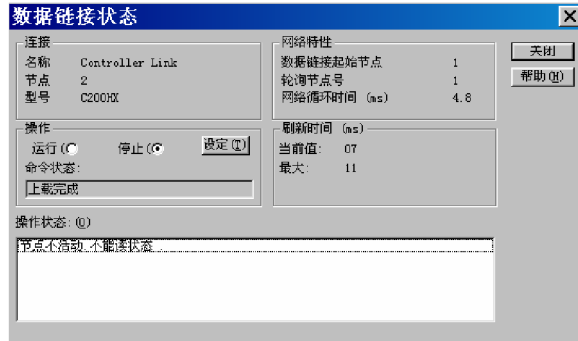 数据链接状态
连接
名称 Controller Link
节点 2
型号 C200HX
网络特性
数据链接起始节点 1
轮询节点号 1
网络循环时间 (ms) 4.8
关闭
帮助(H)
操作
运行(C 停止(C 设定(T)
命令状态:
上载完成
刷新时间 (ms)
当前值: 07
最大: 11
操作状态:(O)
节点不活动 不能读状态